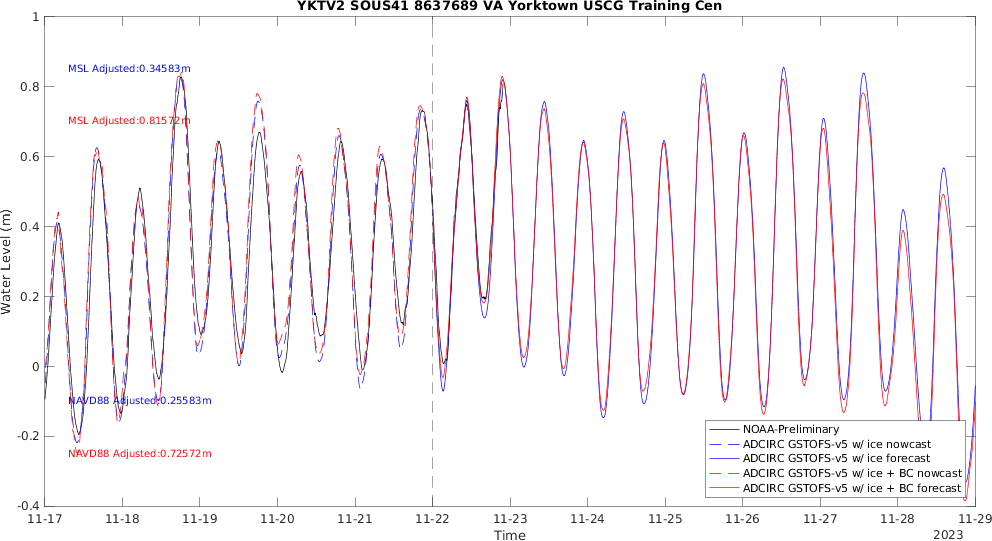 YKTV2 SOUS41 8637689 VA Yorktown USCG Training Cen
1
0.8
0.6
0.4
0.2
0
-0.2
-0.4
Water Level (m)
MSL Adjusted:0.34583m
MSL Adjusted:0.81572m
NAVD88 Adjusted:0.25583m
NAVD88 Adjusted:0.72572m
NOAA-Preliminary
ADCIRC GSTOFS-v5 w/ ice nowcast
ADCIRC GSTOFS-v5 w/ ice forecast
ADCIRC GSTOFS-v5 w/ ice + BC nowcast
ADCIRC GSTOFS-v5 w/ ice + BC forecast
11-17 11-18 11-19 11-20 11-21 11-22 11-23 11-24 11-25 11-26 11-27 11-28 11-29
Time
2023